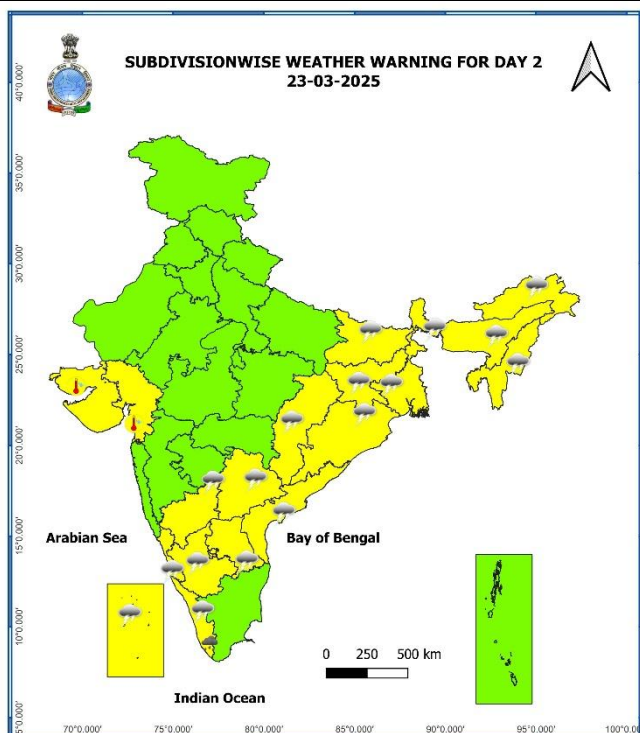 SUBDIVISIONWISE WEATHER WARNING FOR DAY 2
23-03-2025
40°0.000'
35°0.000'
30°0.000'
25°0.000'
20°0.000'
15°0.000'
10°0.000'
5°0.000'
Arabian Sea
Bay of Bengal
0 250 500 km
Indian Ocean
70°0.000' 75°0.000' 80°0.000' 85°0.000' 90°0.000' 95°0.000' 100°0.00